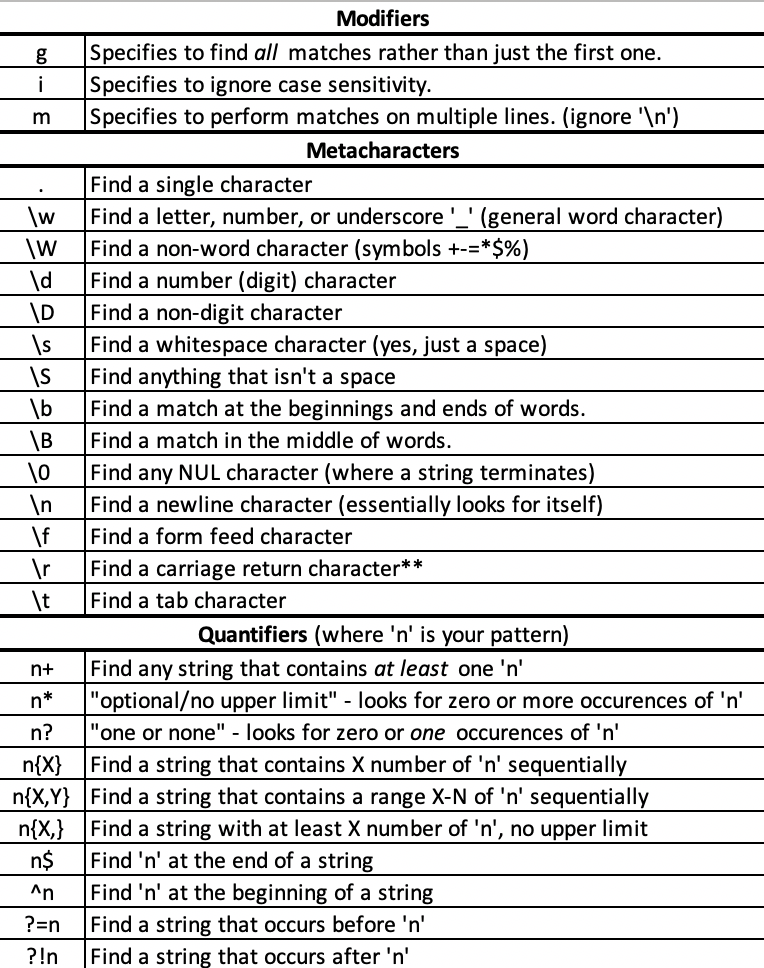 Modifiers
g Specifies to find all matches rather than just the first one.
i Specifies to ignore case sensitivity.
m Specifies to perform matches on multiple lines. (ignore '\n')
Metacharacters
. Find a single character
\w Find a letter, number, or underscore '_' (general word character)
\W Find a non-word character (symbols +-=*$%)
\d Find a number (digit) character
\D Find a non-digit character
\s Find a whitespace character (yes, just a space)
\S Find anything that isn't a space
\b Find a match at the beginnings and ends of words.
\B Find a match in the middle of words.
\0 Find any NUL character (where a string terminates)
\n Find a newline character (essentially looks for itself)
\f Find a form feed character
\r Find a carriage return character**
\t Find a tab character
Quantifiers (where 'n' is your pattern)
n+ Find any string that contains at least one 'n'
n* "optional/no upper limit" - looks for zero or more occurences of 'n'
n? "one or none" - looks for zero or one occurences of 'n'
n{X} Find a string that contains X number of 'n' sequentially
n{X,Y} Find a string that contains a range X-N of 'n' sequentially
n{X,} Find a string with at least X number of 'n', no upper limit
n$ Find 'n' at the end of a string
^n Find 'n' at the beginning of a string
?=n Find a string that occurs before 'n'
?!n Find a string that occurs after 'n'